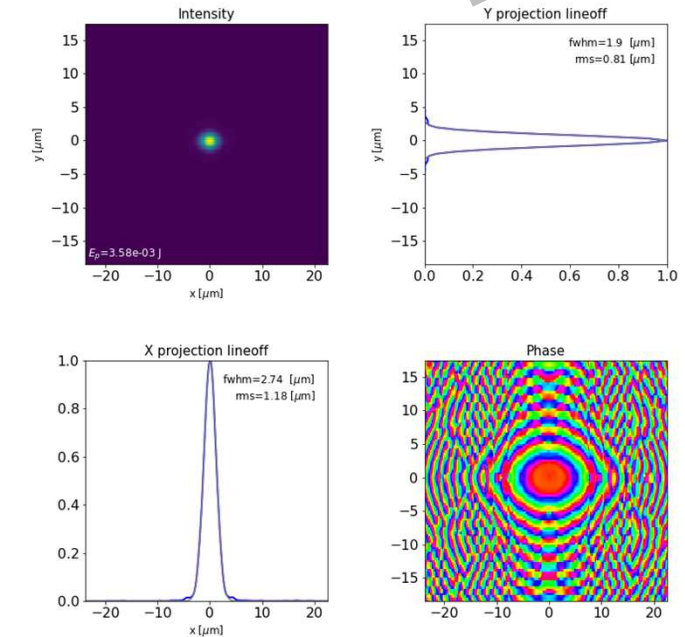 Intensity
15
10
5
0
−5
−10
−15
y [μm]
E_p=3.58e-03 J
−20 −10 0 10 20
x [μm]
Y projection lineoff
fwhm=1.9 [μm]
rms=0.81 [μm]
15
10
5
0
−5
−10
−15
y [μm]
0.0 0.2 0.4 0.6 0.8 1.0
X projection lineoff
fwhm=2.74 [μm]
rms=1.18 [μm]
1.0
0.8
0.6
0.4
0.2
0.0
−20 −10 0 10 20
x [μm]
Phase
15
10
5
0
−5
−10
−15
−20 −10 0 10 20